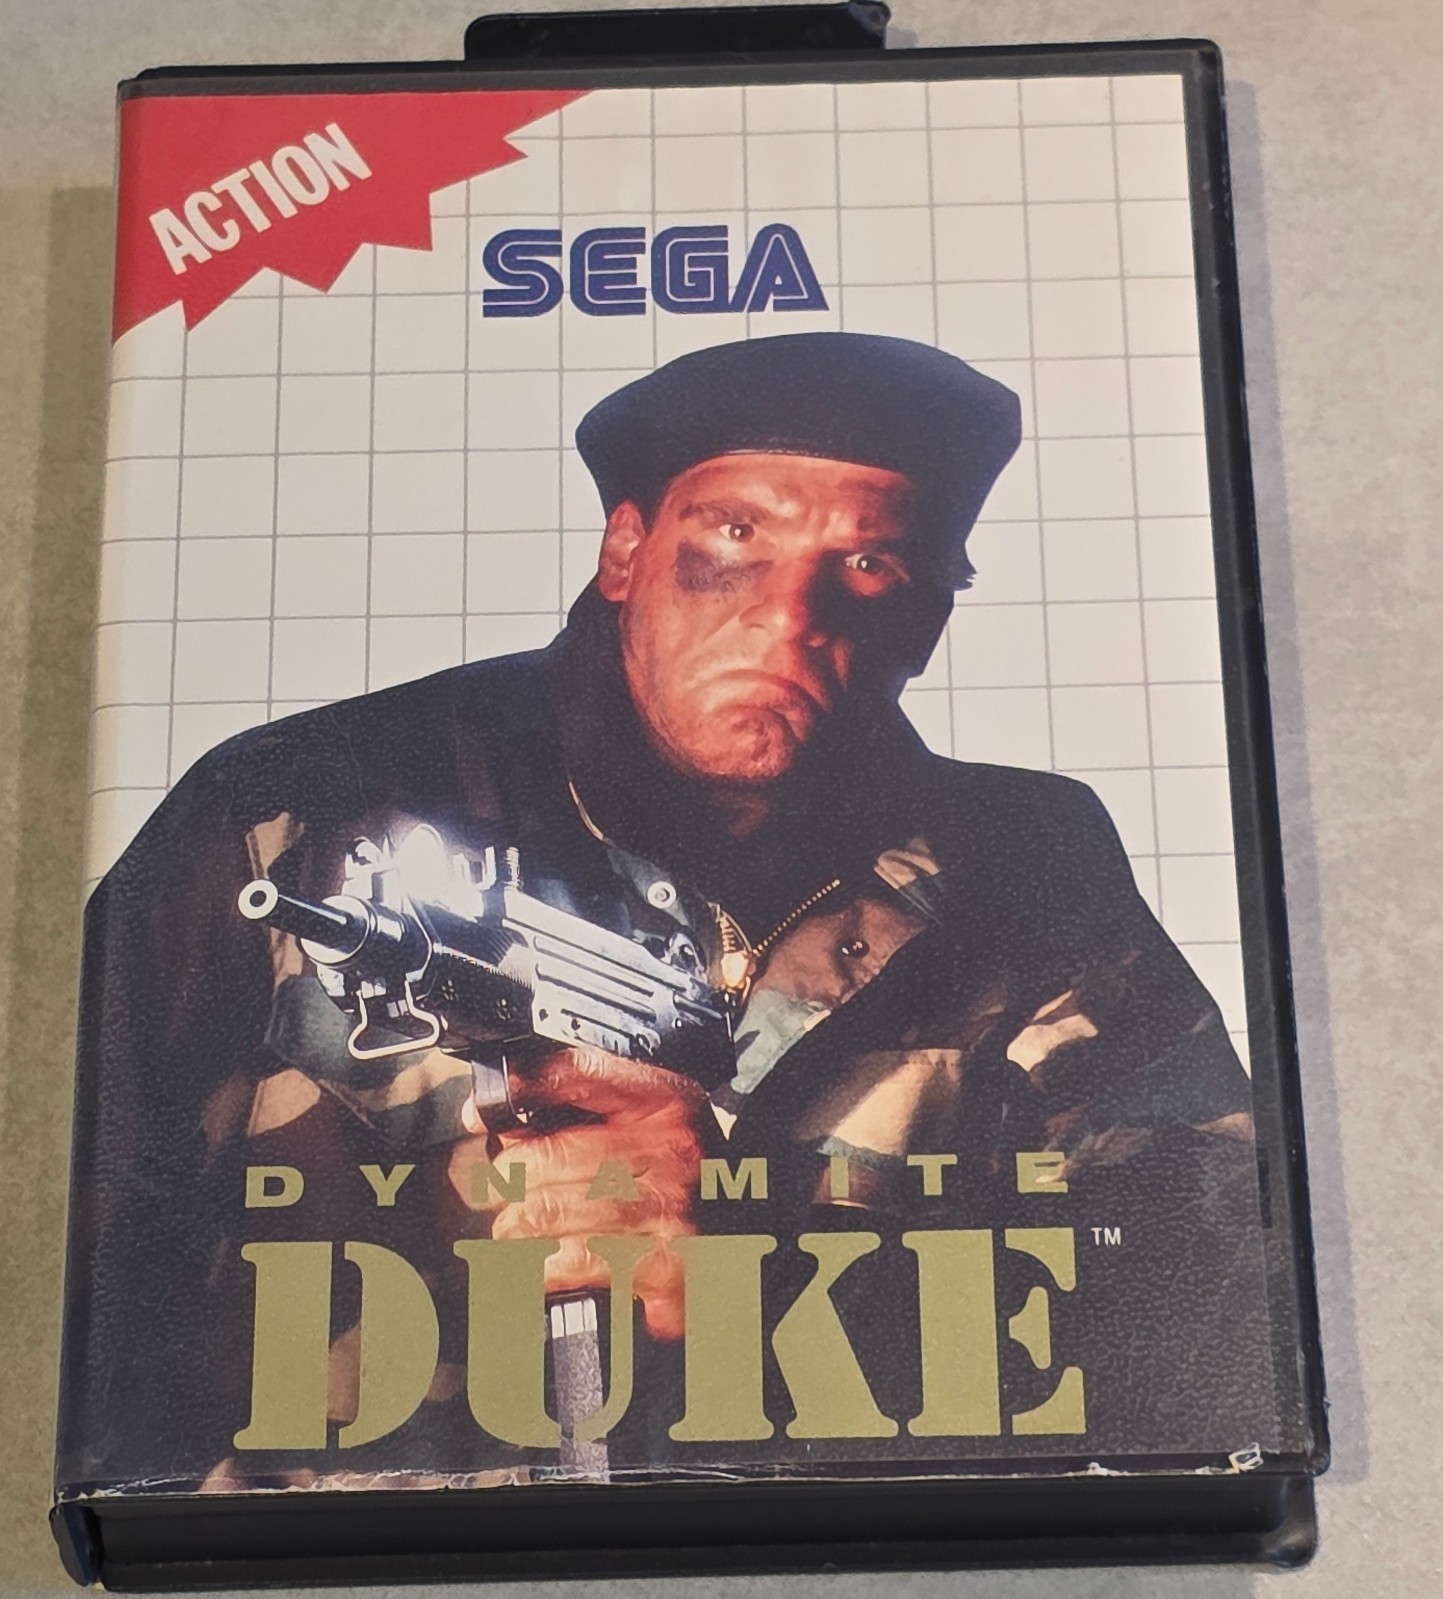 ACTION
SEGA
DYNAMITE
DUKE™